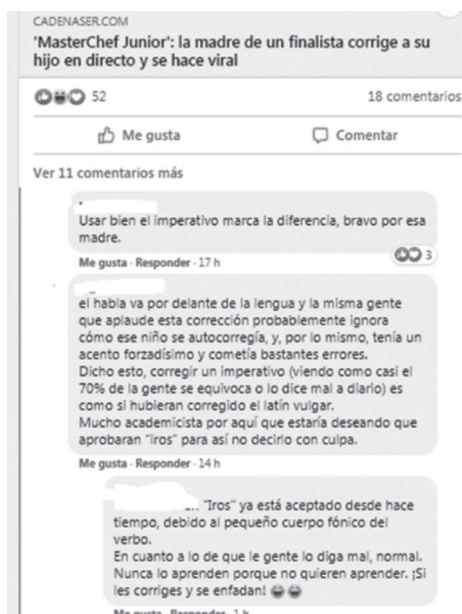 CADENASER.COM
'MasterChef Junior': la madre de un finalista corrige a su
hijo en directo y se hace viral
52
18 comentarios
Me gusta
Comentar
Ver 11 comentarios más
Usar bien el imperativo marca la diferencia, bravo por esa
madre.
3
Me gusta · Responder · 17 h
el habla va por delante de la lengua y la misma gente
que aplaude esta corrección probablemente ignora
cómo ese niño se autocorregía, y, por lo mismo, tenía un
acento forzadísimo y cometía bastantes errores.
Dicho esto, corregir un imperativo (viendo como casi el
70% de la gente se equivoca o lo dice mal a diario) es
como si hubieran corregido el latín vulgar.
Mucho academicista por aquí que estaría deseando que
aprobaran "iros" para así no decirlo con culpa.
Me gusta · Responder · 14 h
"Iros" ya está aceptado desde hace
tiempo, debido al pequeño cuerpo fónico del
verbo.
En cuanto a lo de que le gente lo diga mal, normal.
Nunca lo aprenden porque no quieren aprender. ¡Si
les corriges y se enfadan!
Me gusta · Responder · 1 h